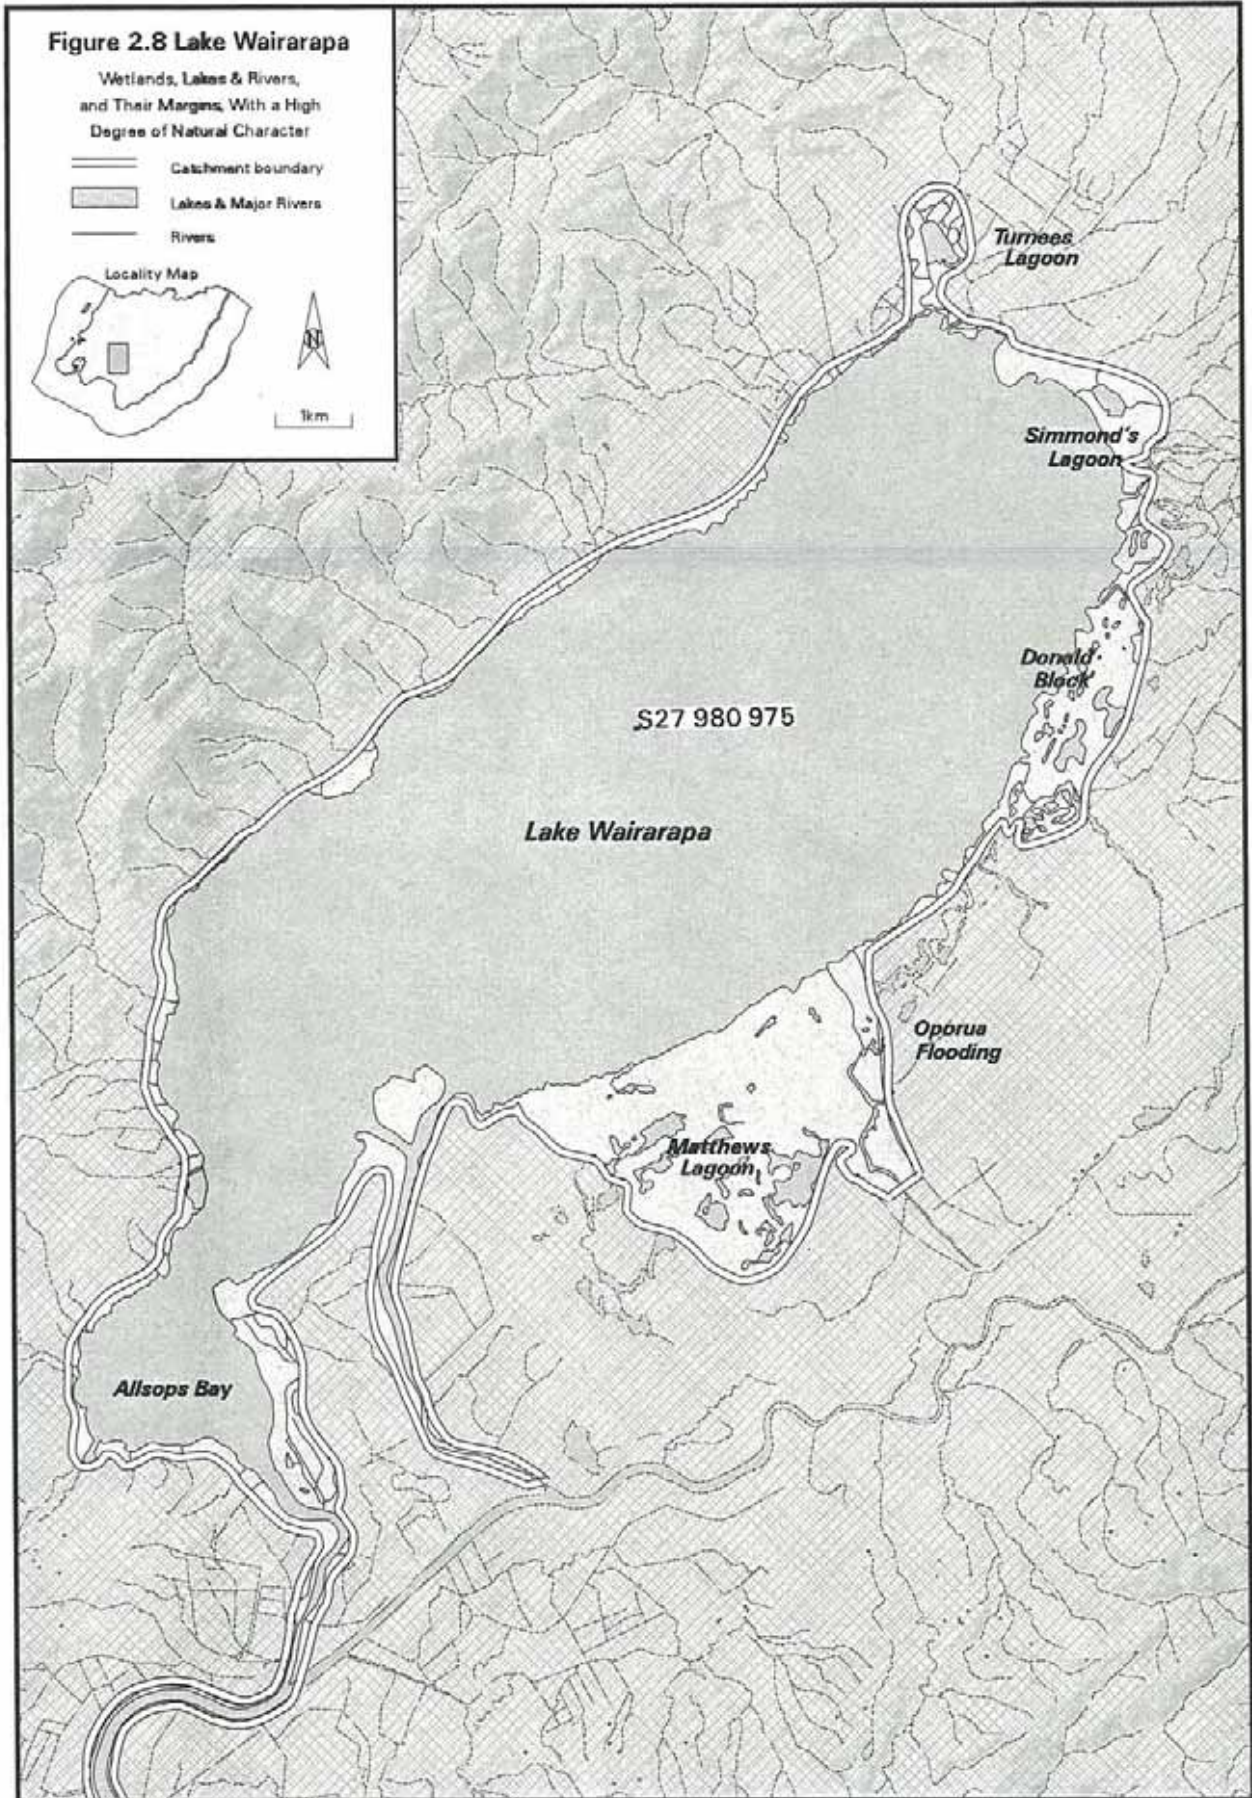 Figure 2.8 Lake Wairarapa
Wetlands, Lakes & Rivers,
and Their Margins, With a High
Degree of Natural Character
Catchment boundary
Lakes & Major Rivers
Rivers
Locality Map
N
1km
Turnees
Lagoon
Simmond's
Lagoon
Donald
Block
S27 980 975
Lake Wairarapa
Oporua
Flooding
Matthews
Lagoon
Allsops Bay